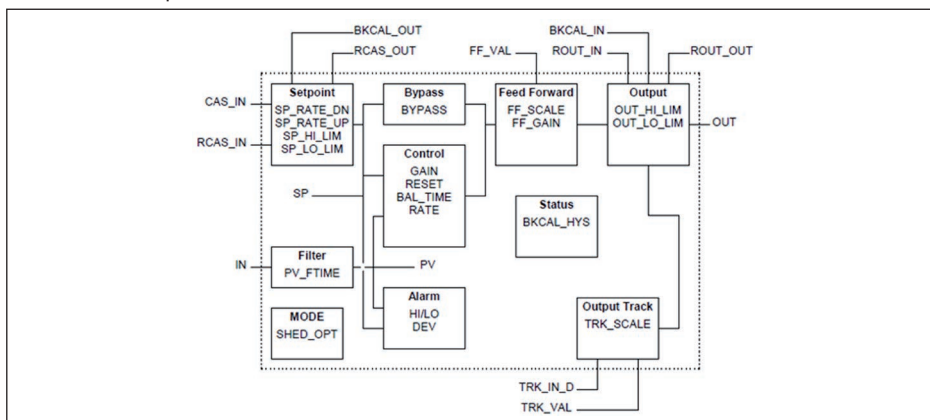 BKCAL_OUT
BKCAL_IN
RCAS_OUT
FF_VAL
ROUT_IN
ROUT_OUT
Setpoint
SP_RATE_DN
SP_RATE_UP
SP_HI_LIM
SP_LO_LIM
Bypass
BYPASS
Feed Forward
FF_SCALE
FF_GAIN
Output
OUT_HI_LIM
OUT_LO_LIM
CAS_IN
OUT
RCAS_IN
Control
GAIN
RESET
BAL_TIME
RATE
SP
Status
BKCAL_HYS
IN
Filter
PV_FTIME
PV
Alarm
HI/LO
DEV
Output Track
TRK_SCALE
MODE
SHED_OPT
TRK_IN_D
TRK_VAL